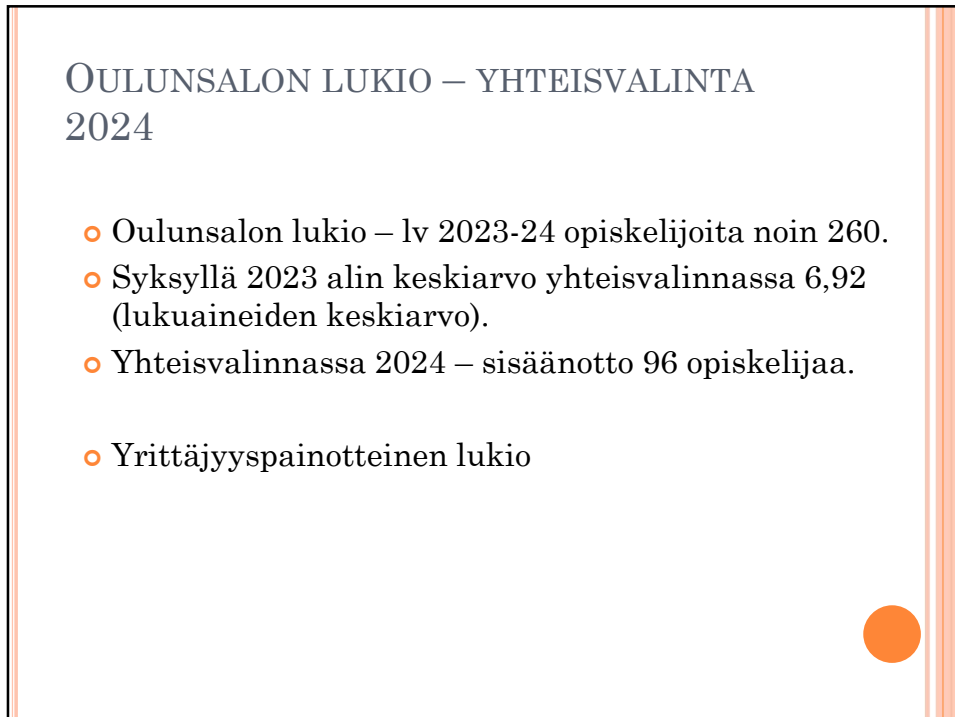 OULUNSALON LUKIO – YHTEISVALINTA
2024
Oulunsalon lukio – lv 2023-24 opiskelijoita noin 260.
Syksyllä 2023 alin keskiarvo yhteisvalinnassa 6,92
(lukuaineiden keskiarvo).
Yhteisvalinnassa 2024 – sisäänotto 96 opiskelijaa.
Yrittäjyyspainotteinen lukio